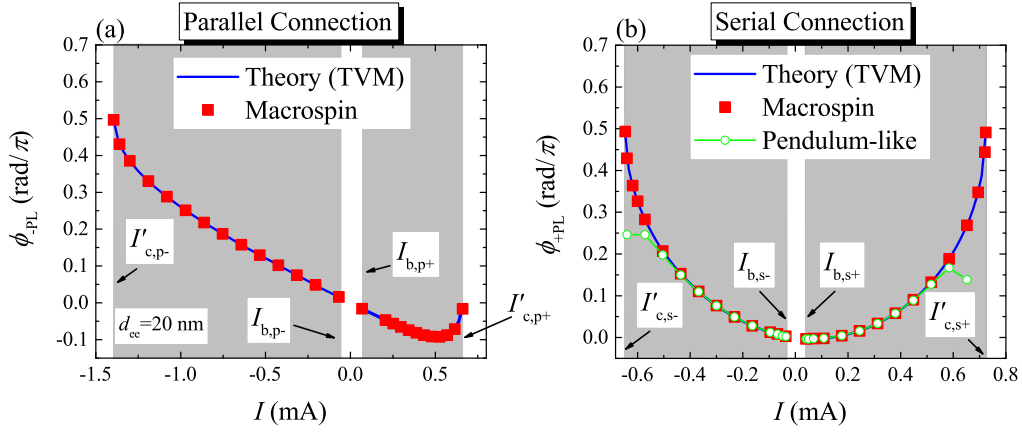 Parallel Connection
Serial Connection
(a)
0.7
0.6
0.5
0.4
0.3
0.2
0.1
0.0
-0.1
ϕ-PL (rad/π)
Theory (TVM)
Macrospin
I′c,p-
Ib,p+
dee=20 nm
Ib,p-
I′c,p+
-1.5
-1.0
-0.5
0.0
0.5
I (mA)
(b)
0.7
0.6
0.5
0.4
0.3
0.2
0.1
0.0
ϕ+PL (rad/π)
Theory (TVM)
Macrospin
Pendulum-like
Ib,s-
Ib,s+
I′c,s-
I′c,s+
-0.6
-0.4
-0.2
0.0
0.2
0.4
0.6
0.8
I (mA)